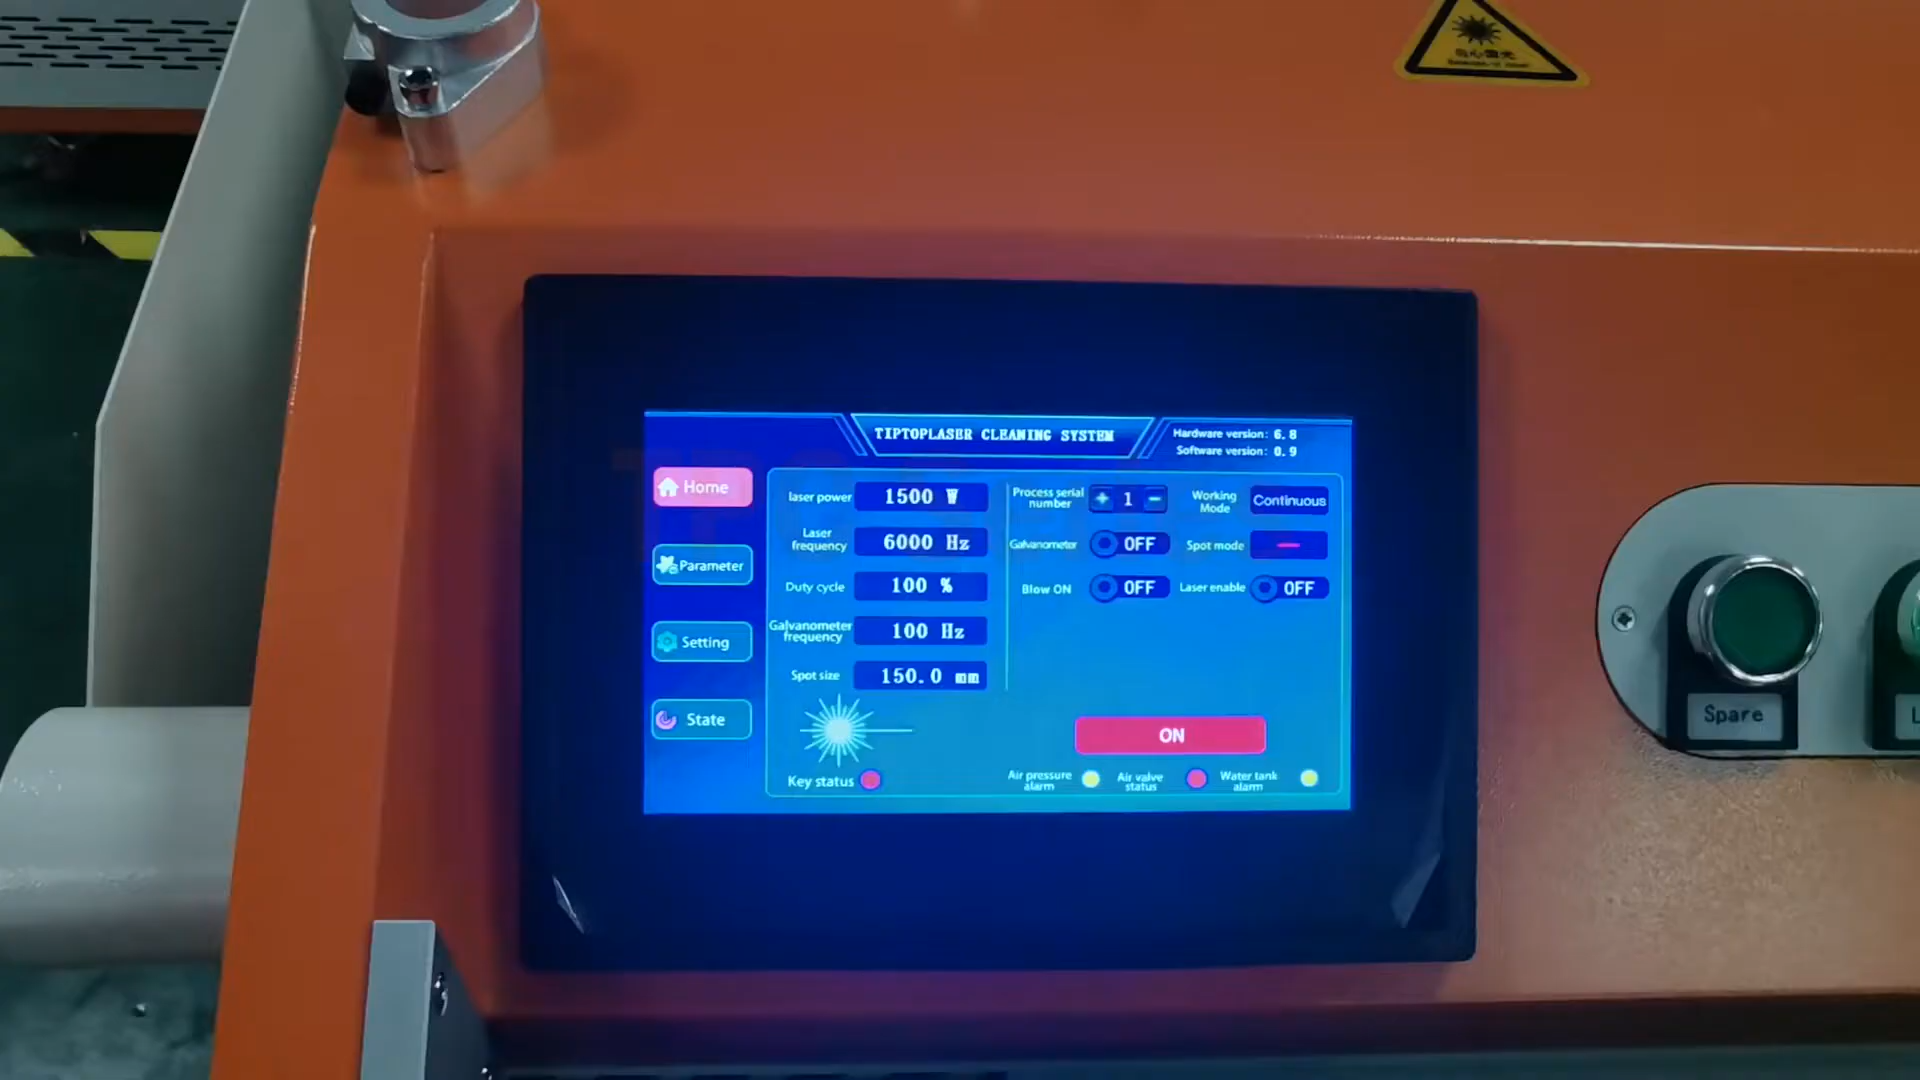 TIPTOPLASER CLEANING SYSTEM
Hardware version: 6.8
Software version: 0.9
Home
Parameter
Setting
State
laser power 1500 W
Laser frequency 6000 Hz
Duty cycle 100 %
Galvanometer frequency 100 Hz
Spot size 150.0 mm
Process serial number + 1 −
Working Mode Continuous
Galvanometer OFF
Spot mode
Blow ON OFF
Laser enable OFF
ON
Key status
Air pressure alarm
Air valve status
Water tank alarm
Spare